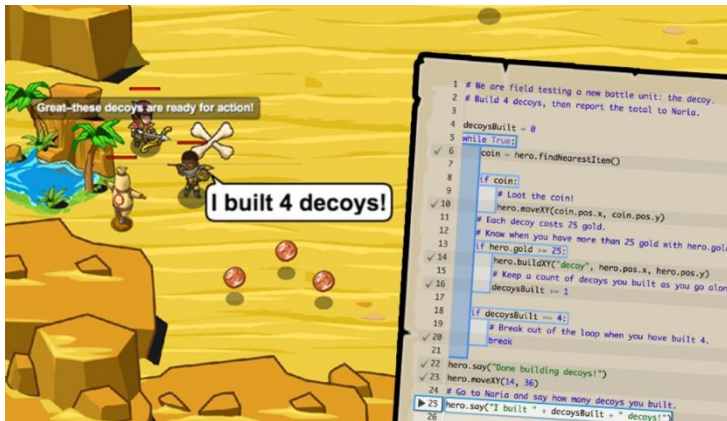 Great–these decoys are ready for action!
I built 4 decoys!
1 # We are field testing a new battle unit: the decoy.
2 # Build 4 decoys, then report the total to Naria.
3
4 decoysBuilt = 0
5 while True:
6 coin = hero.findNearestItem()
7
8 if coin:
9 # Loot the coin!
10 hero.moveXY(coin.pos.x, coin.pos.y)
11 # Each decoy costs 25 gold.
12 # Know when you have more than 25 gold with hero.gold
13 if hero.gold >= 25:
14 hero.buildXY("decoy", hero.pos.x, hero.pos.y)
15 # Keep a count of decoys you built as you go alon
16 decoysBuilt += 1
17
18 if decoysBuilt == 4:
19 # Break out of the loop when you have built 4.
20 break
21
22 hero.say("Done building decoys!")
23 hero.moveXY(14, 36)
24 # Go to Naria and say how many decoys you built.
25 hero.say("I built " + decoysBuilt + " decoys!")
26